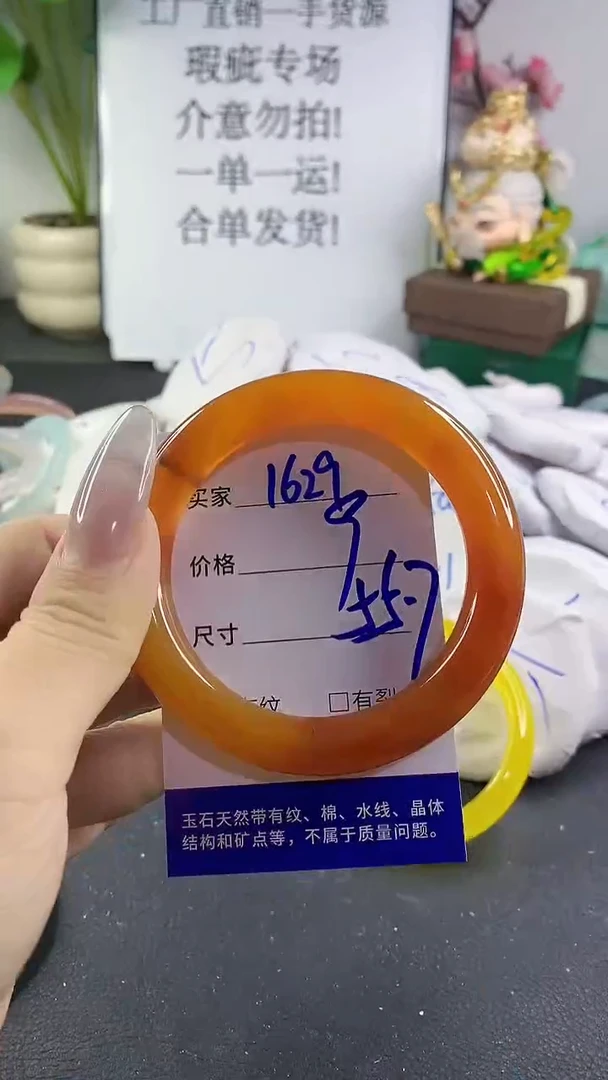 工厂直销一手货源
瑕疵专场
介意勿拍!
一单一运!
合单发货!
买家 1629
价格
尺寸 55.7
纹 □有裂
玉石天然带有纹、棉、水线、晶体
结构和矿点等，不属于质量问题。